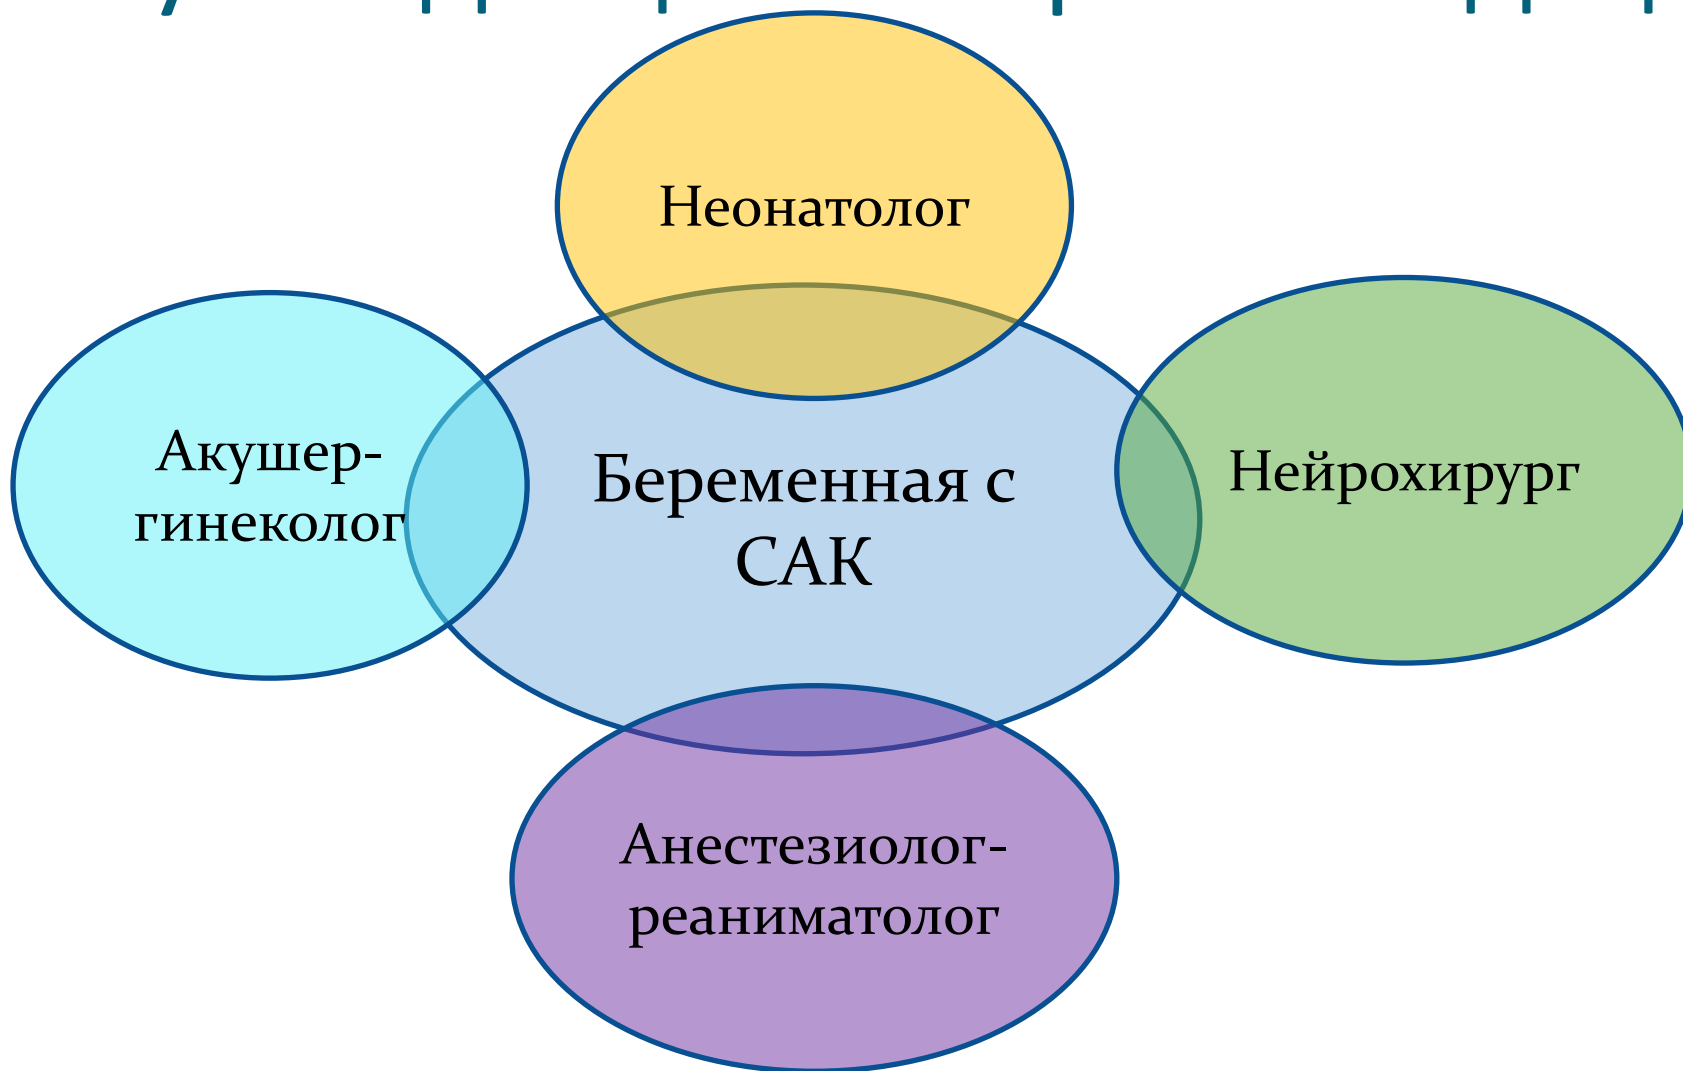 Неонатолог
Акушер-
гинеколог
Беременная с
САК
Нейрохирург
Анестезиолог-
реаниматолог